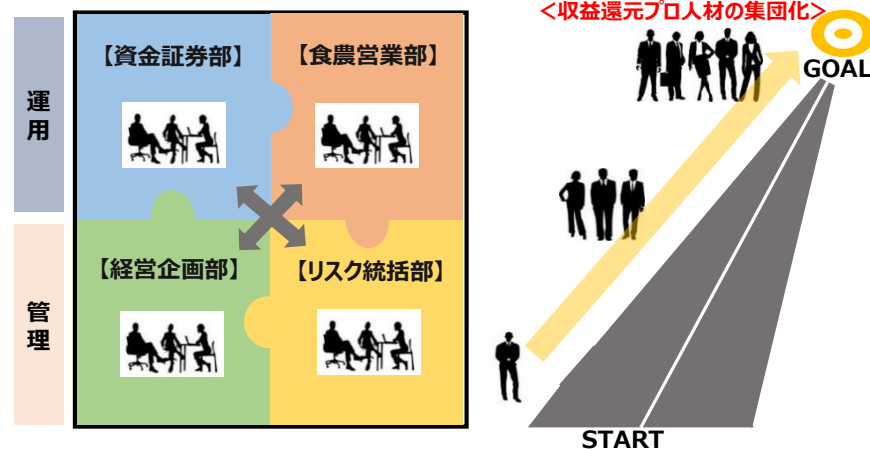 運用
【資金証券部】
【食農営業部】
管理
【経営企画部】
【リスク統括部】
<収益還元プロ人材の集団化>
GOAL
START